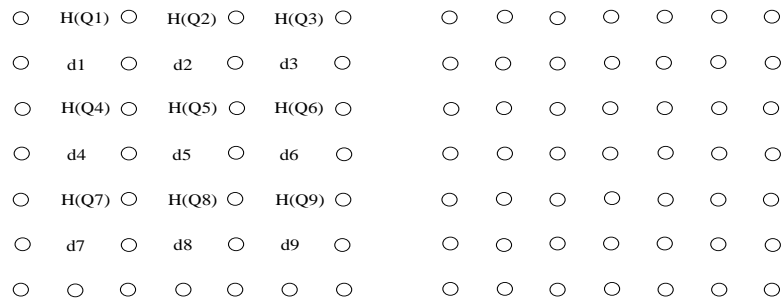 H(Q1) H(Q2) H(Q3)
d1 d2 d3
H(Q4) H(Q5) H(Q6)
d4 d5 d6
H(Q7) H(Q8) H(Q9)
d7 d8 d9